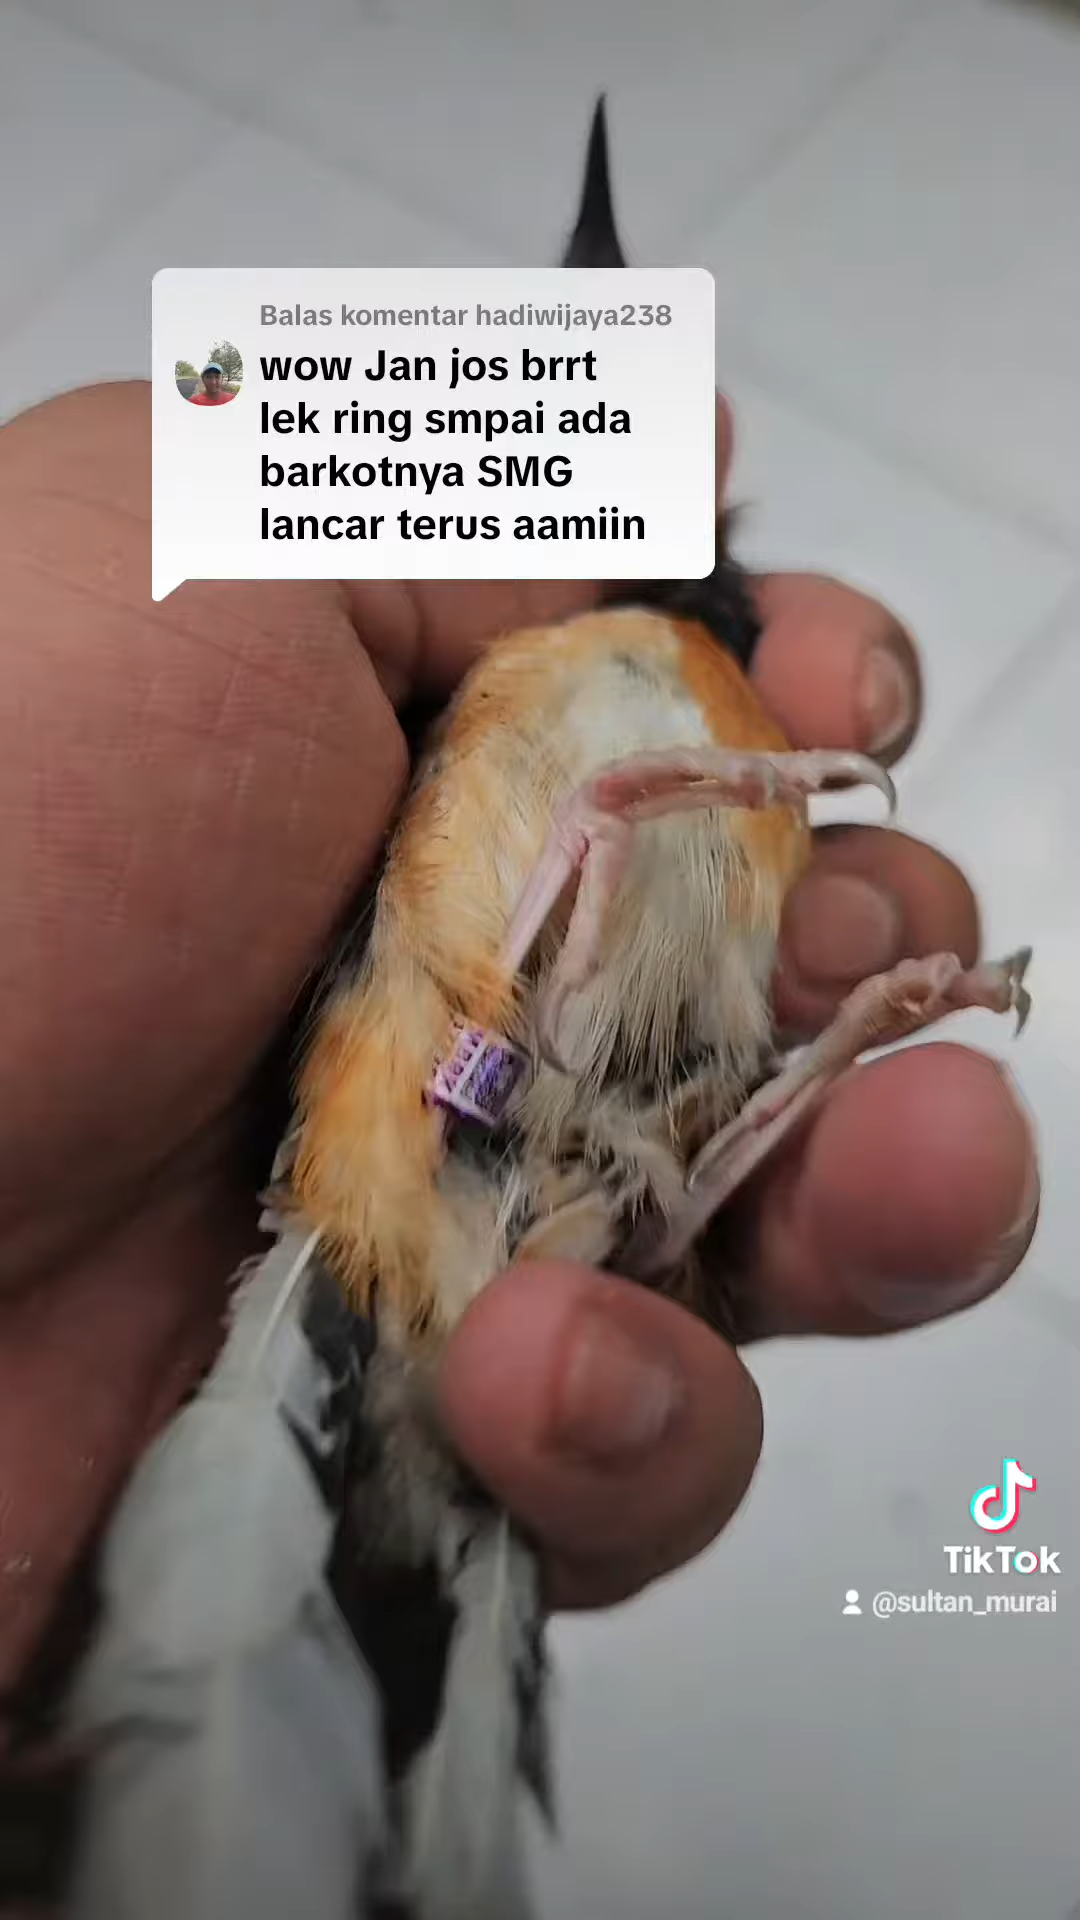 Balas komentar hadiwijaya238
wow Jan jos brrt
lek ring smpai ada
barkotnya SMG
lancar terus aamiin
TikTok
@sultan_murai